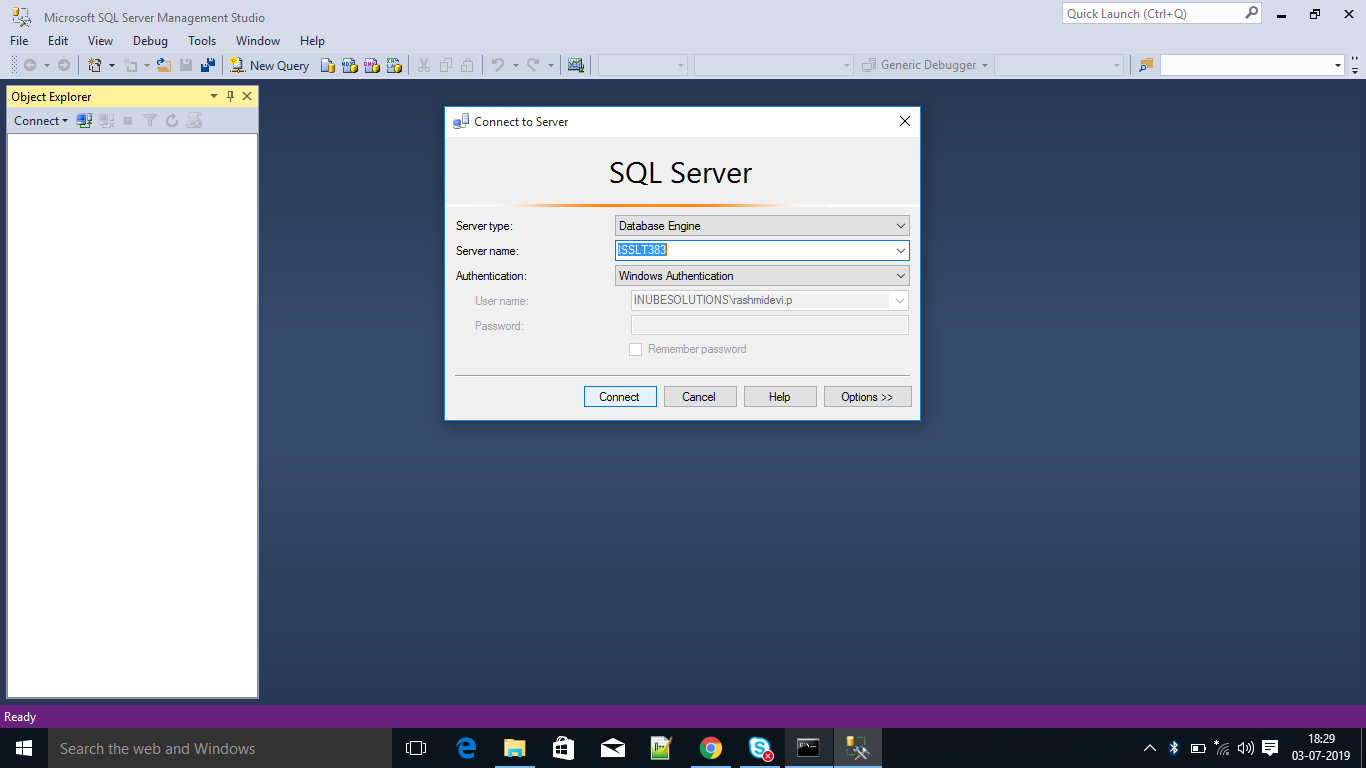 Microsoft SQL Server Management Studio
Quick Launch (Ctrl+Q)
File Edit View Debug Tools Window Help
New Query
Generic Debugger
Object Explorer
Connect
Connect to Server
SQL Server
Server type: Database Engine
Server name: ISSLT383
Authentication: Windows Authentication
User name: INUBESOLUTIONS\rashmidevi.p
Password:
Remember password
Connect Cancel Help Options >>
Ready
Search the web and Windows
18:29
03-07-2019